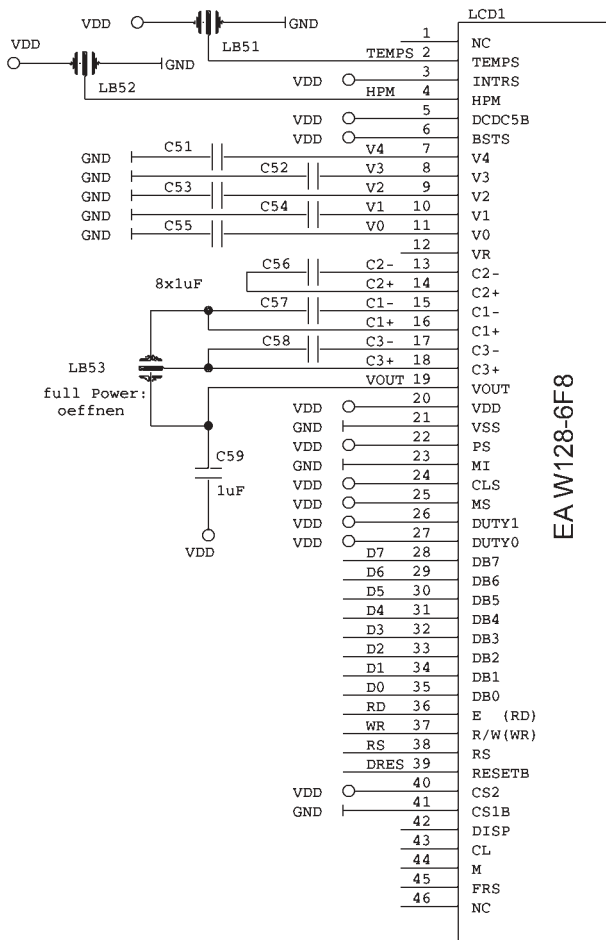 LCD1
VDD GND
LB51
VDD GND
LB52
1 NC
TEMPS 2 TEMPS
VDD 3 INTRS
HPM 4 HPM
VDD 5 DCDC5B
VDD 6 BSTS
GND C51 V4 7 V4
GND C52 V3 8 V3
GND C53 V2 9 V2
GND C54 V1 10 V1
GND C55 V0 11 V0
12 VR
C56 C2- 13 C2-
8x1uF C2+ 14 C2+
C57 C1- 15 C1-
C1+ 16 C1+
C58 C3- 17 C3-
LB53 C3+ 18 C3+
full Power:
oeffnen
VOUT 19 VOUT
VDD 20 VDD
GND 21 VSS
VDD 22 PS
C59
1uF
VDD
GND 23 MI
VDD 24 CLS
VDD 25 MS
VDD 26 DUTY1
VDD 27 DUTY0
D7 28 DB7
D6 29 DB6
D5 30 DB5
D4 31 DB4
D3 32 DB3
D2 33 DB2
D1 34 DB1
D0 35 DB0
RD 36 E (RD)
WR 37 R/W(WR)
RS 38 RS
DRES 39 RESETB
VDD 40 CS2
GND 41 CS1B
42 DISP
43 CL
44 M
45 FRS
46 NC
EA W128-6F8